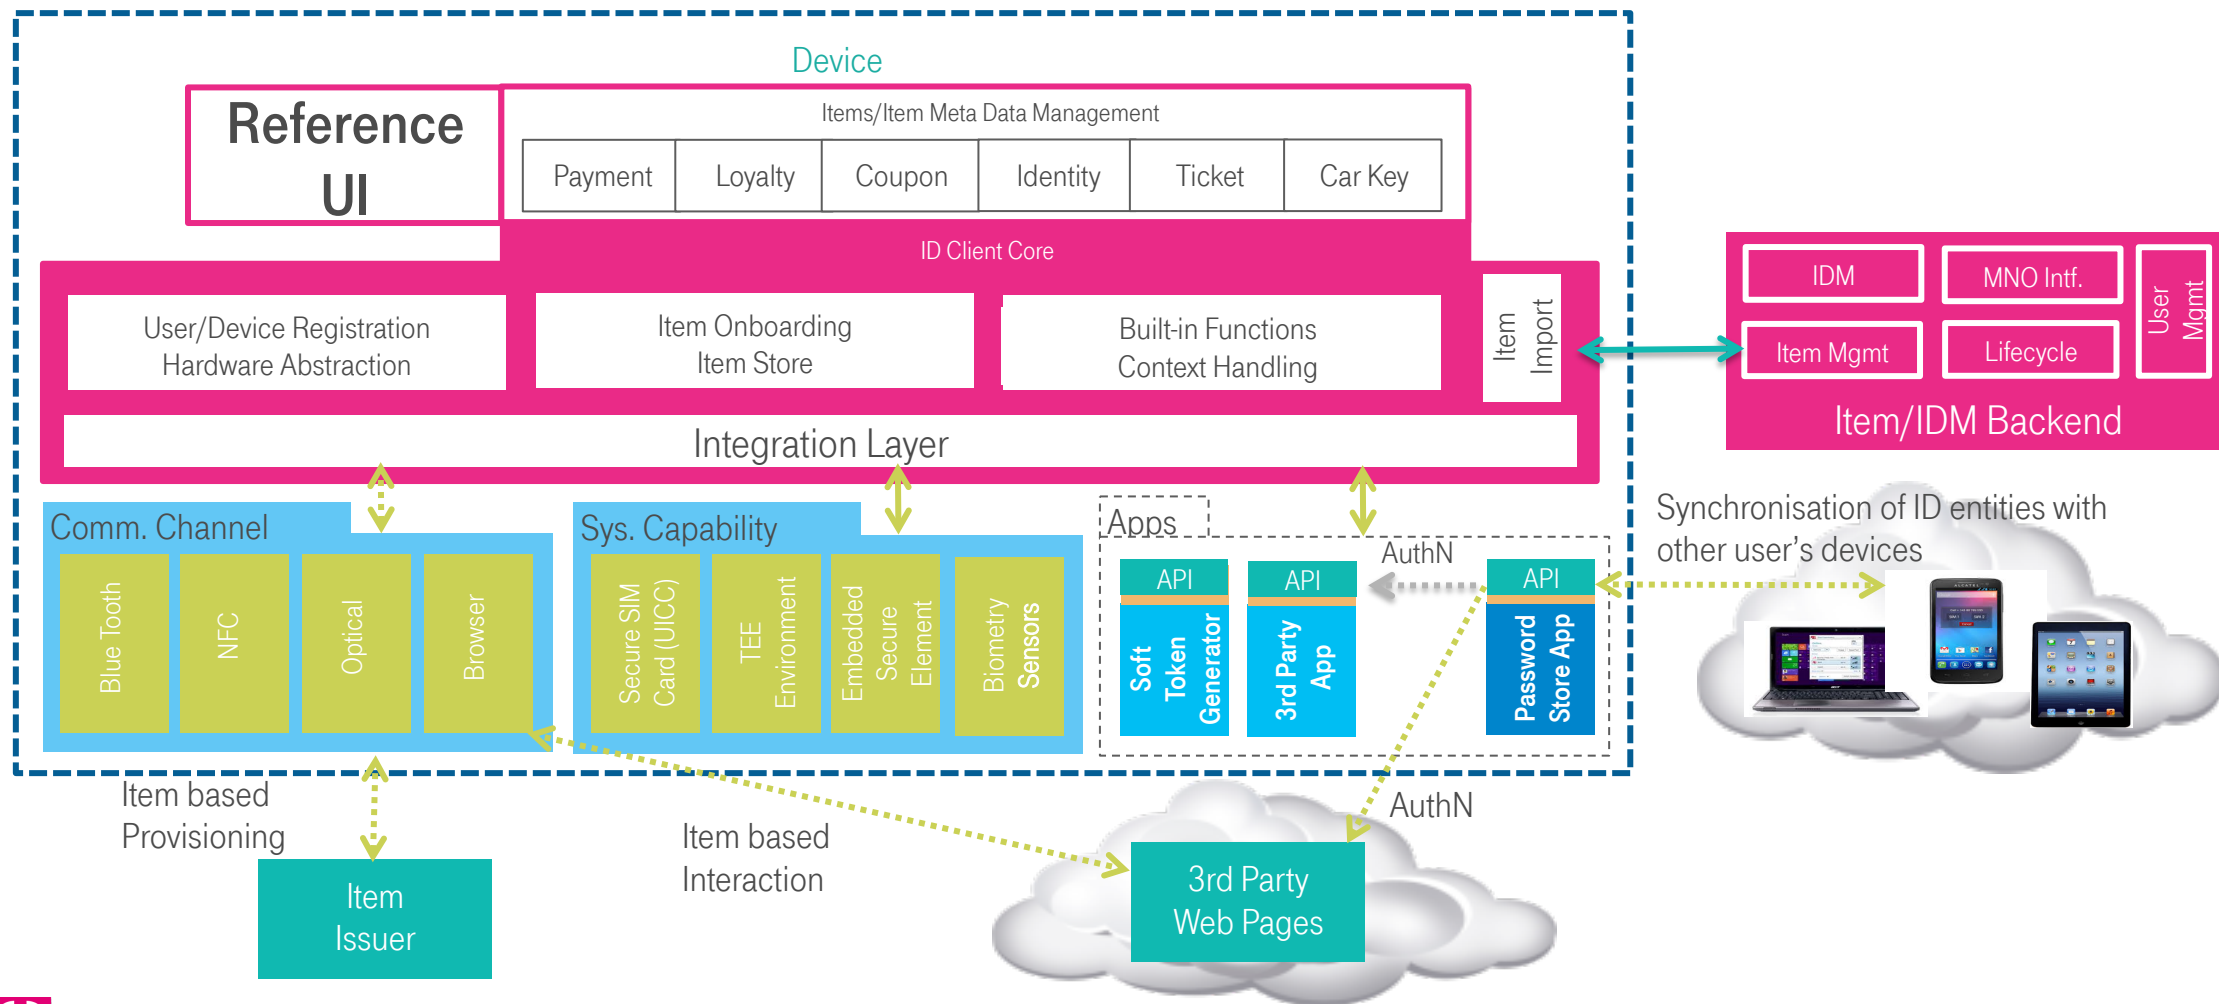 Device
Reference
UI
Items/Item Meta Data Management
Payment
Loyalty
Coupon
Identity
Ticket
Car Key
ID Client Core
User/Device Registration
Hardware Abstraction
Item Onboarding
Item Store
Built-in Functions
Context Handling
Item
Import
Integration Layer
IDM
MNO Intf.
User
Mgmt
Item Mgmt
Lifecycle
Item/IDM Backend
Comm. Channel
Blue Tooth
NFC
Optical
Browser
Sys. Capability
Secure SIM
Card (UICC)
TEE
Environment
Embedded
Secure
Element
Biometry
Sensors
Apps
AuthN
API
Soft
Token
Generator
API
3rd Party
App
API
Password
Store App
Synchronisation of ID entities with
other user's devices
Item based
Provisioning
Item
Issuer
Item based
Interaction
AuthN
3rd Party
Web Pages